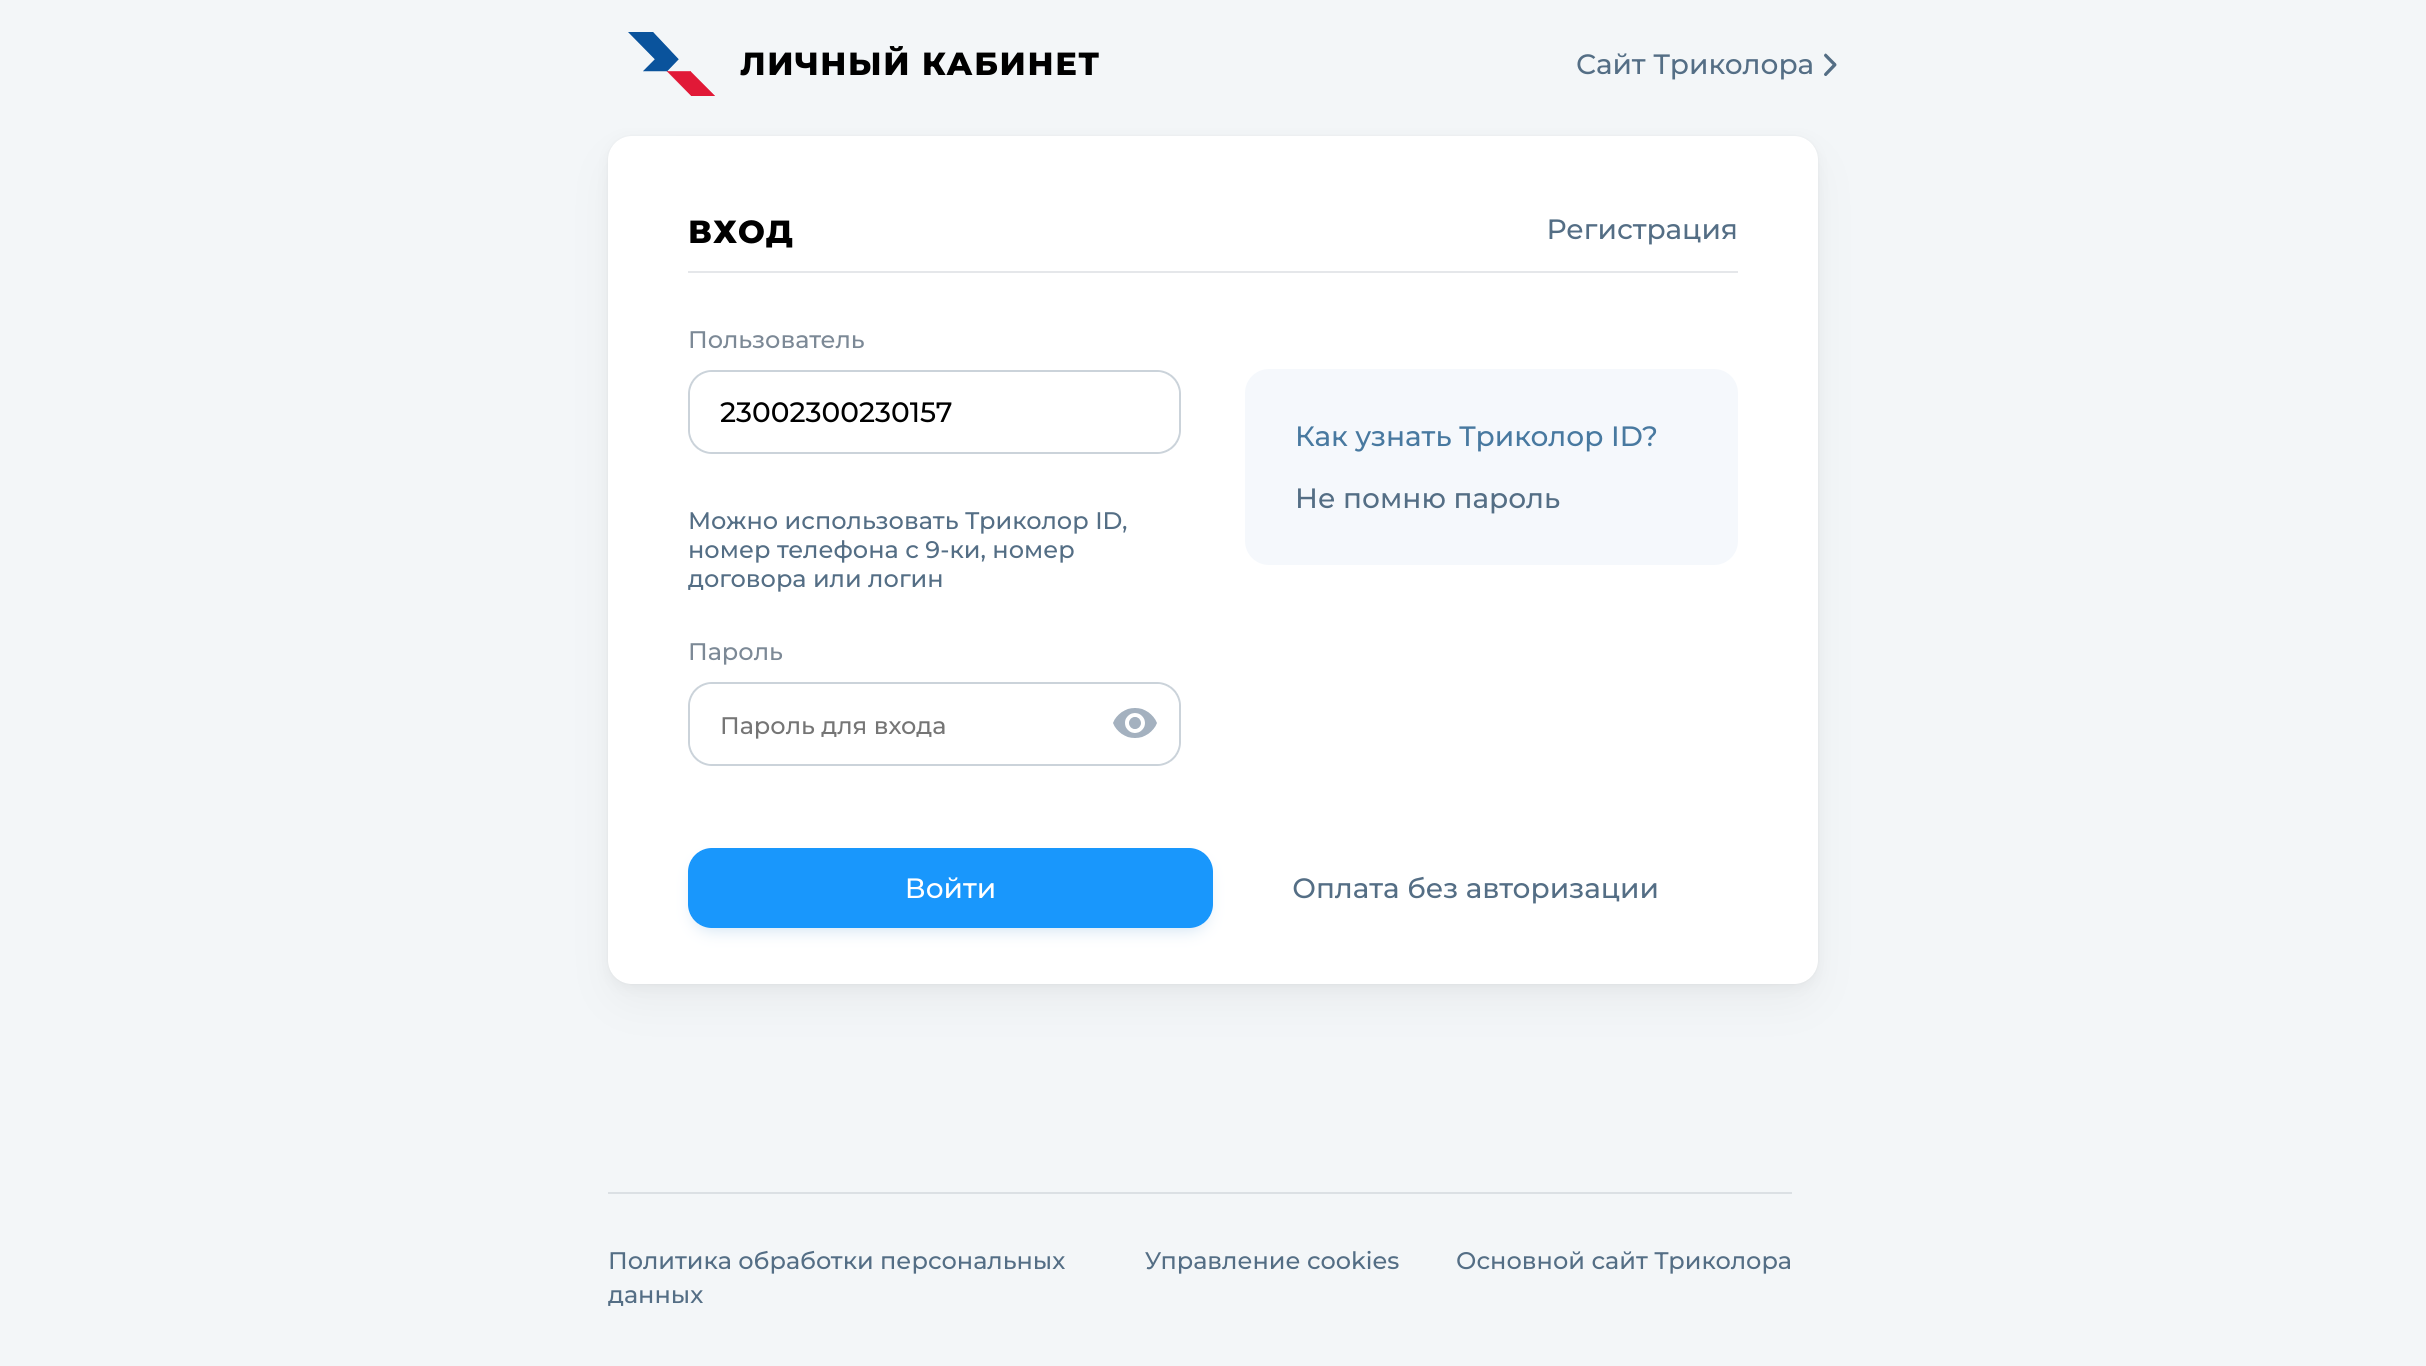 ЛИЧНЫЙ КАБИНЕТ
Сайт Триколора
ВХОД
Регистрация
Пользователь
23002300230157
Как узнать Триколор ID?
Не помню пароль
Можно использовать Триколор ID,
номер телефона с 9-ки, номер
договора или логин
Пароль
Пароль для входа
Войти
Оплата без авторизации
Политика обработки персональных
данных
Управление cookies
Основной сайт Триколора